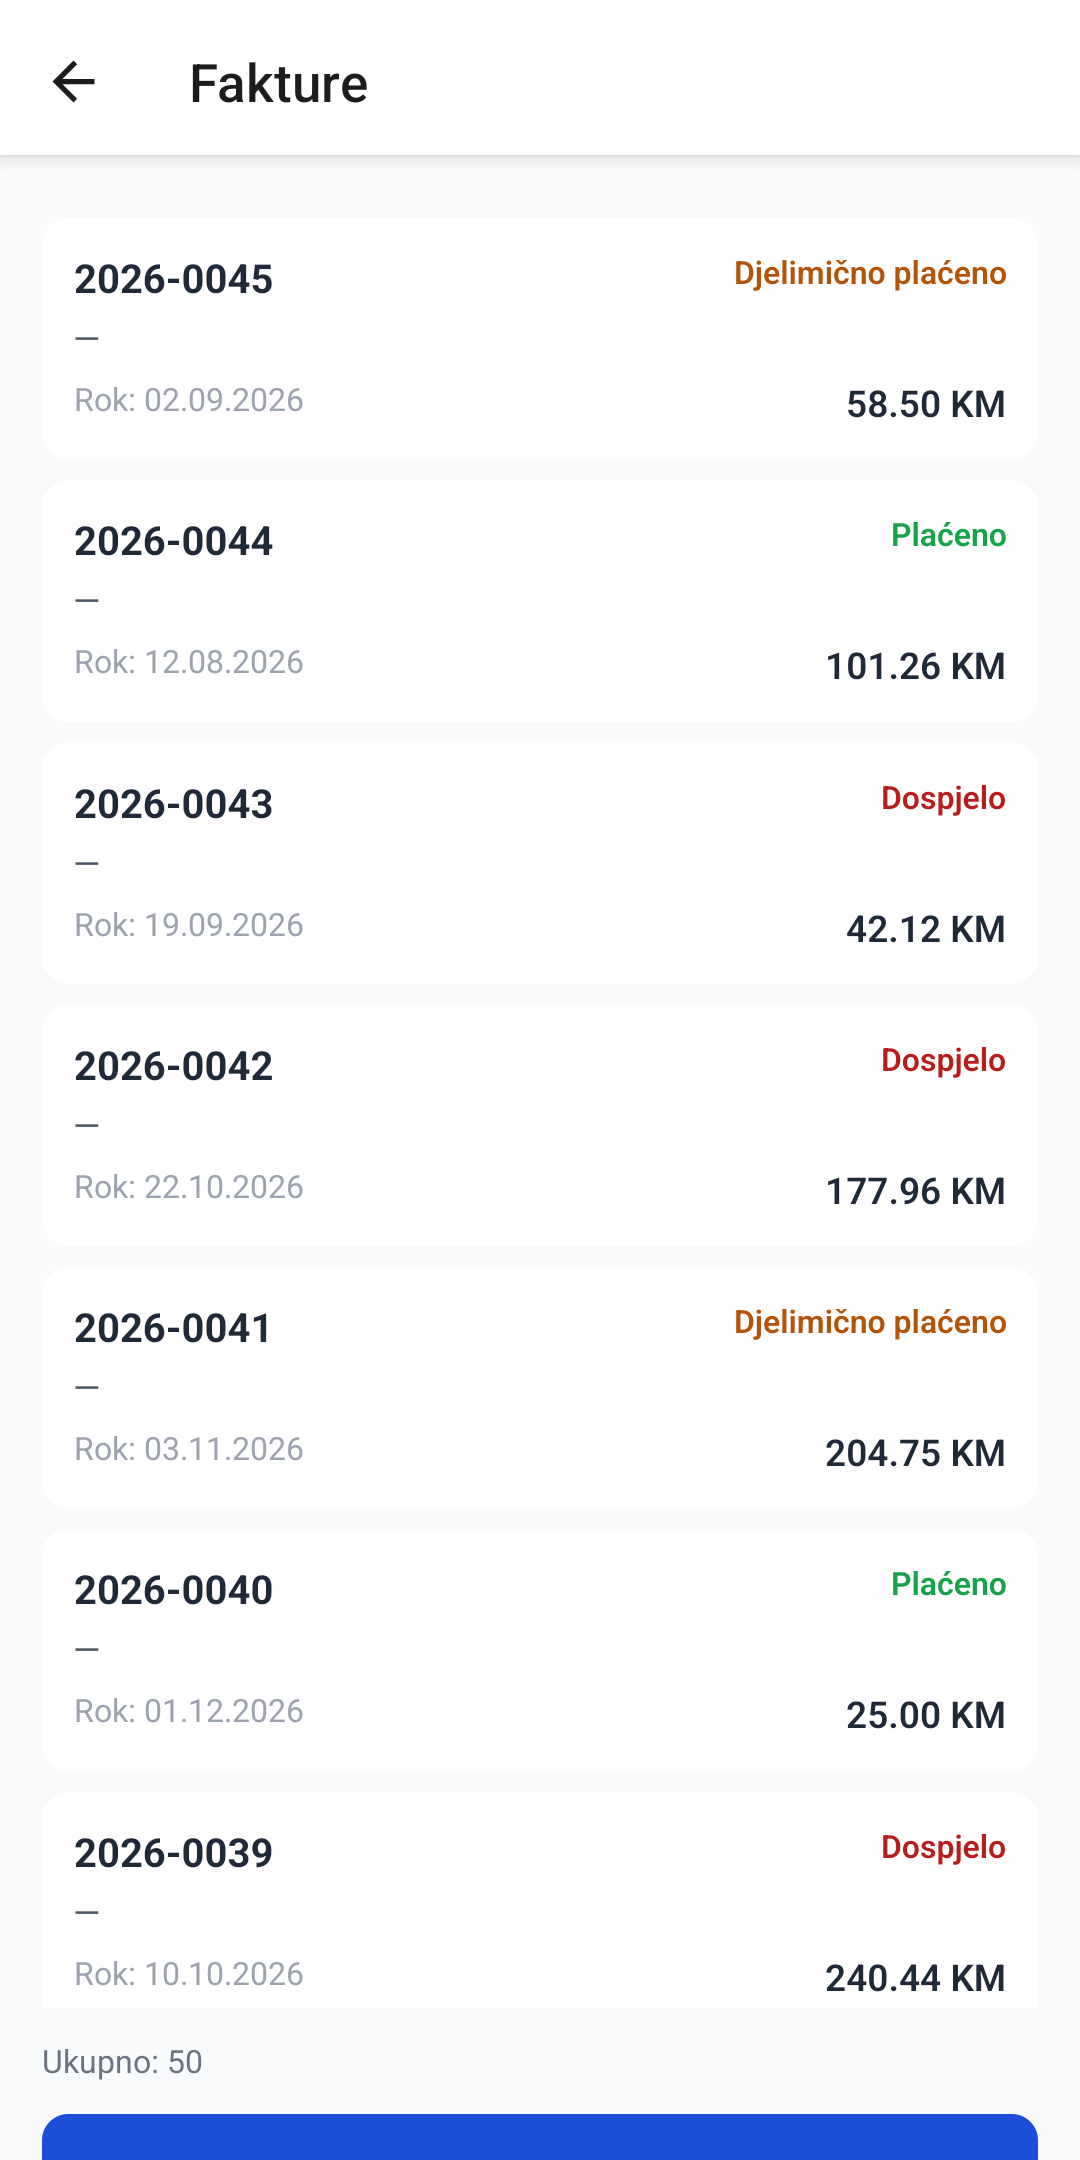 Fakture
2026-0045
Djelimično plaćeno
—
Rok: 02.09.2026
58.50 KM
2026-0044
Plaćeno
—
Rok: 12.08.2026
101.26 KM
2026-0043
Dospjelo
—
Rok: 19.09.2026
42.12 KM
2026-0042
Dospjelo
—
Rok: 22.10.2026
177.96 KM
2026-0041
Djelimično plaćeno
—
Rok: 03.11.2026
204.75 KM
2026-0040
Plaćeno
—
Rok: 01.12.2026
25.00 KM
2026-0039
Dospjelo
—
Rok: 10.10.2026
240.44 KM
Ukupno: 50